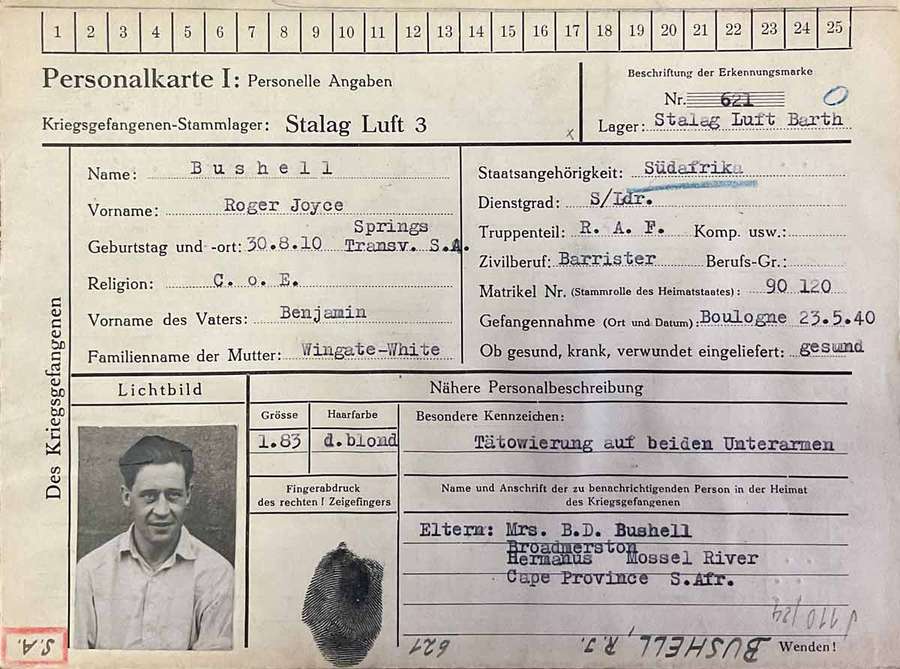 1 2 3 4 5 6 7 8 9 10 11 12 13 14 15 16 17 18 19 20 21 22 23 24 25
Personalkarte I: Personelle Angaben
Kriegsgefangenen-Stammlager: Stalag Luft 3
x
Beschriftung der Erkennungsmarke
Nr. 621
Lager: Stalag Luft Barth
Des Kriegsgefangenen
Name: Bushell
Vorname: Roger Joyce
Geburtstag und -ort: 30.8.10 Springs Transv. S.A.
Religion: C. o E.
Vorname des Vaters: Benjamin
Familienname der Mutter: Wingate-White
Staatsangehörigkeit: Südafrika
Dienstgrad: S/Ldr.
Truppenteil: R. A. F. Komp. usw.:
Zivilberuf: Barrister Berufs-Gr.:
Matrikel Nr. (Stammrolle des Heimatstaates): 90 120
Gefangennahme (Ort und Datum): Boulogne 23.5.40
Ob gesund, krank, verwundet eingeliefert: gesund
Lichtbild
Nähere Personalbeschreibung
Grösse
1.83
Haarfarbe
d.blond
Besondere Kennzeichen:
Tätowierung auf beiden Unterarmen
Fingerabdruck
des rechten ! Zeigefingers
Name und Anschrift der zu benachrichtigenden Person in der Heimat
des Kriegsgefangenen
Eltern: Mrs. B.D. Bushell
Broadmerston
Hermanus Mossel River
Cape Province S.Afr.
J 110/24
S.A.
621
BUSHELL, R.J.
Wenden!